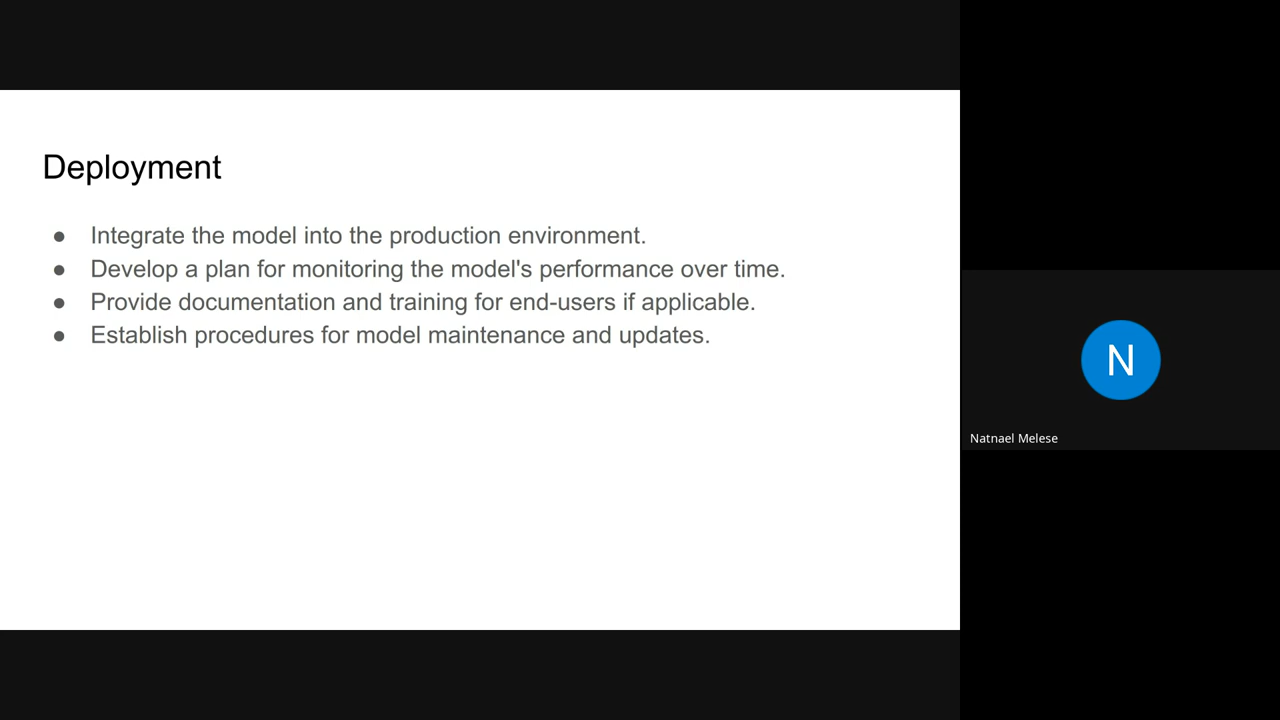 Deployment
● Integrate the model into the production environment.
● Develop a plan for monitoring the model's performance over time.
● Provide documentation and training for end-users if applicable.
● Establish procedures for model maintenance and updates.
N
Natnael Melese